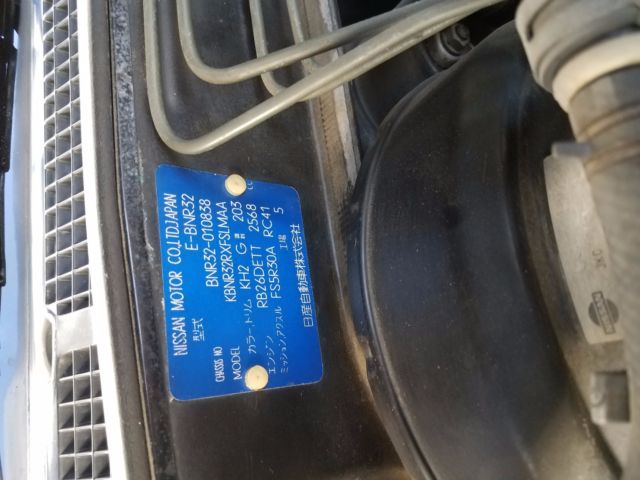 NISSAN MOTOR CO.,LTD.JAPAN
型式 E-BNR32
CHASSIS NO BNR32-010838
MODEL KBNR32RXFSLMAA
カラー、トリム KH2 G 203
エンジン RB26DETT 2568
ミッション、アクスル FS5R30A RC41
工場 5
日産自動車株式会社
NISSAN